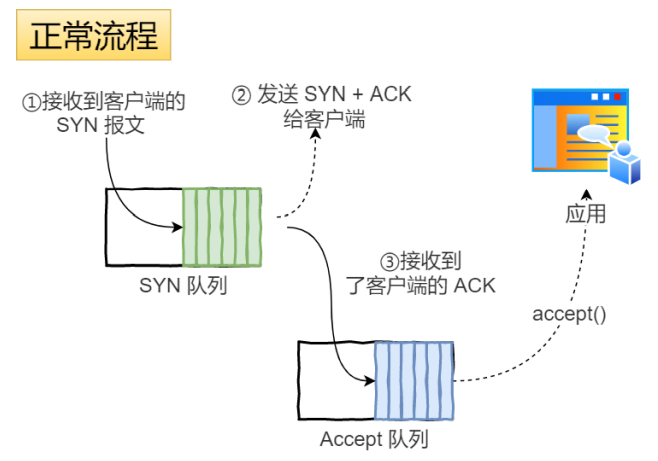 正常流程
①接收到客户端的
SYN 报文
② 发送 SYN + ACK
给客户端
SYN 队列
③接收到
了客户端的 ACK
应用
accept()
Accept 队列